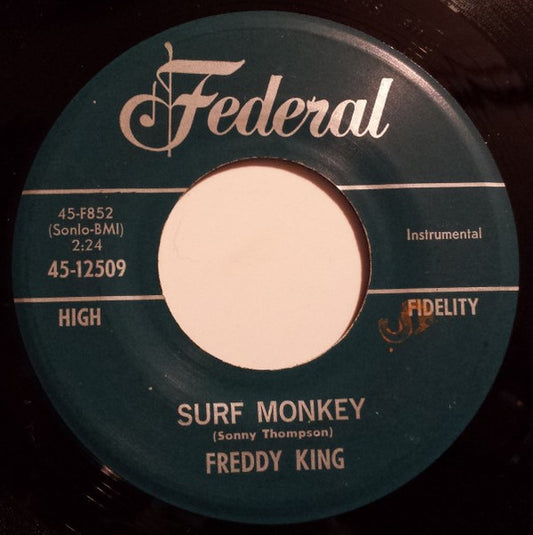 Federal
45-F852
(Sonlo-BMI)
2:24
45-12509
Instrumental
HIGH FIDELITY
SURF MONKEY
(Sonny Thompson)
FREDDY KING